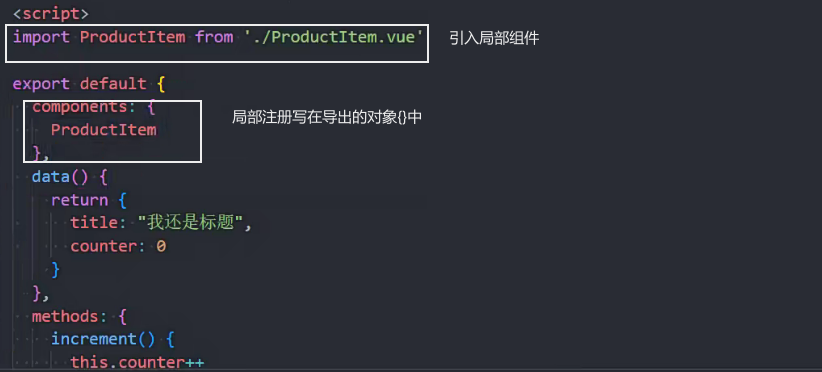 <script>
import ProductItem from './ProductItem.vue'
引入局部组件
export default {
components: {
局部注册写在导出的对象{}中
ProductItem
},
data() {
return {
title: "我还是标题",
counter: 0
}
},
methods: {
increment() {
this.counter++